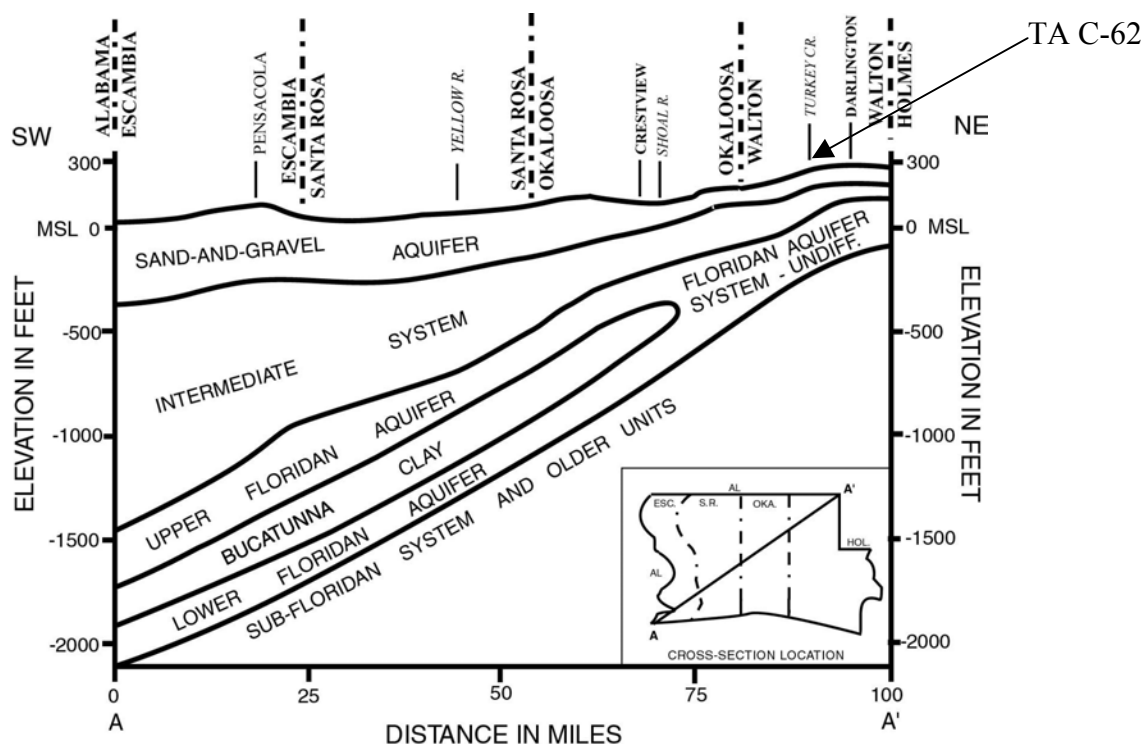 TA C-62
ALABAMA
ESCAMBIA
PENSACOLA
ESCAMBIA
SANTA ROSA
YELLOW R.
SANTA ROSA
OKALOOSA
CRESTVIEW
SHOAL R.
OKALOOSA
WALTON
TURKEY CR.
DARLINGTON
WALTON
HOLMES
SW
NE
300
MSL 0
-500
-1000
-1500
-2000
ELEVATION IN FEET
300
0 MSL
-500
-1000
-1500
-2000
ELEVATION IN FEET
SAND-AND-GRAVEL AQUIFER
INTERMEDIATE SYSTEM
FLORIDAN AQUIFER
SYSTEM - UNDIFF.
UPPER FLORIDAN AQUIFER
BUCATUNNA CLAY
LOWER FLORIDAN AQUIFER
SUB-FLORIDAN SYSTEM AND OLDER UNITS
AL
A'
ESC. S.R. OKA.
HOL.
AL
A
CROSS-SECTION LOCATION
0 25 50 75 100
A A'
DISTANCE IN MILES